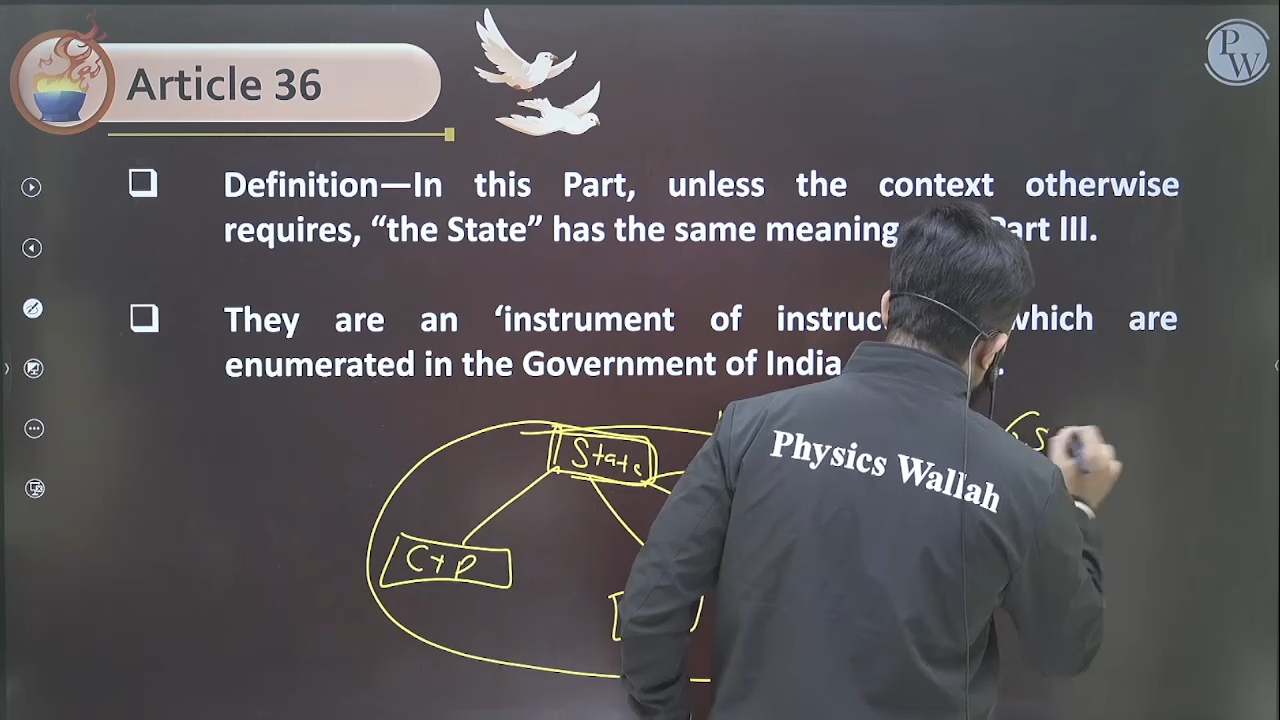 Article 36
PW
Definition—In this Part, unless the context otherwise
requires, “the State” has the same meaning Part III.
They are an ‘instrument of instruc which are
enumerated in the Government of India
State
C+P
Physics Wallah